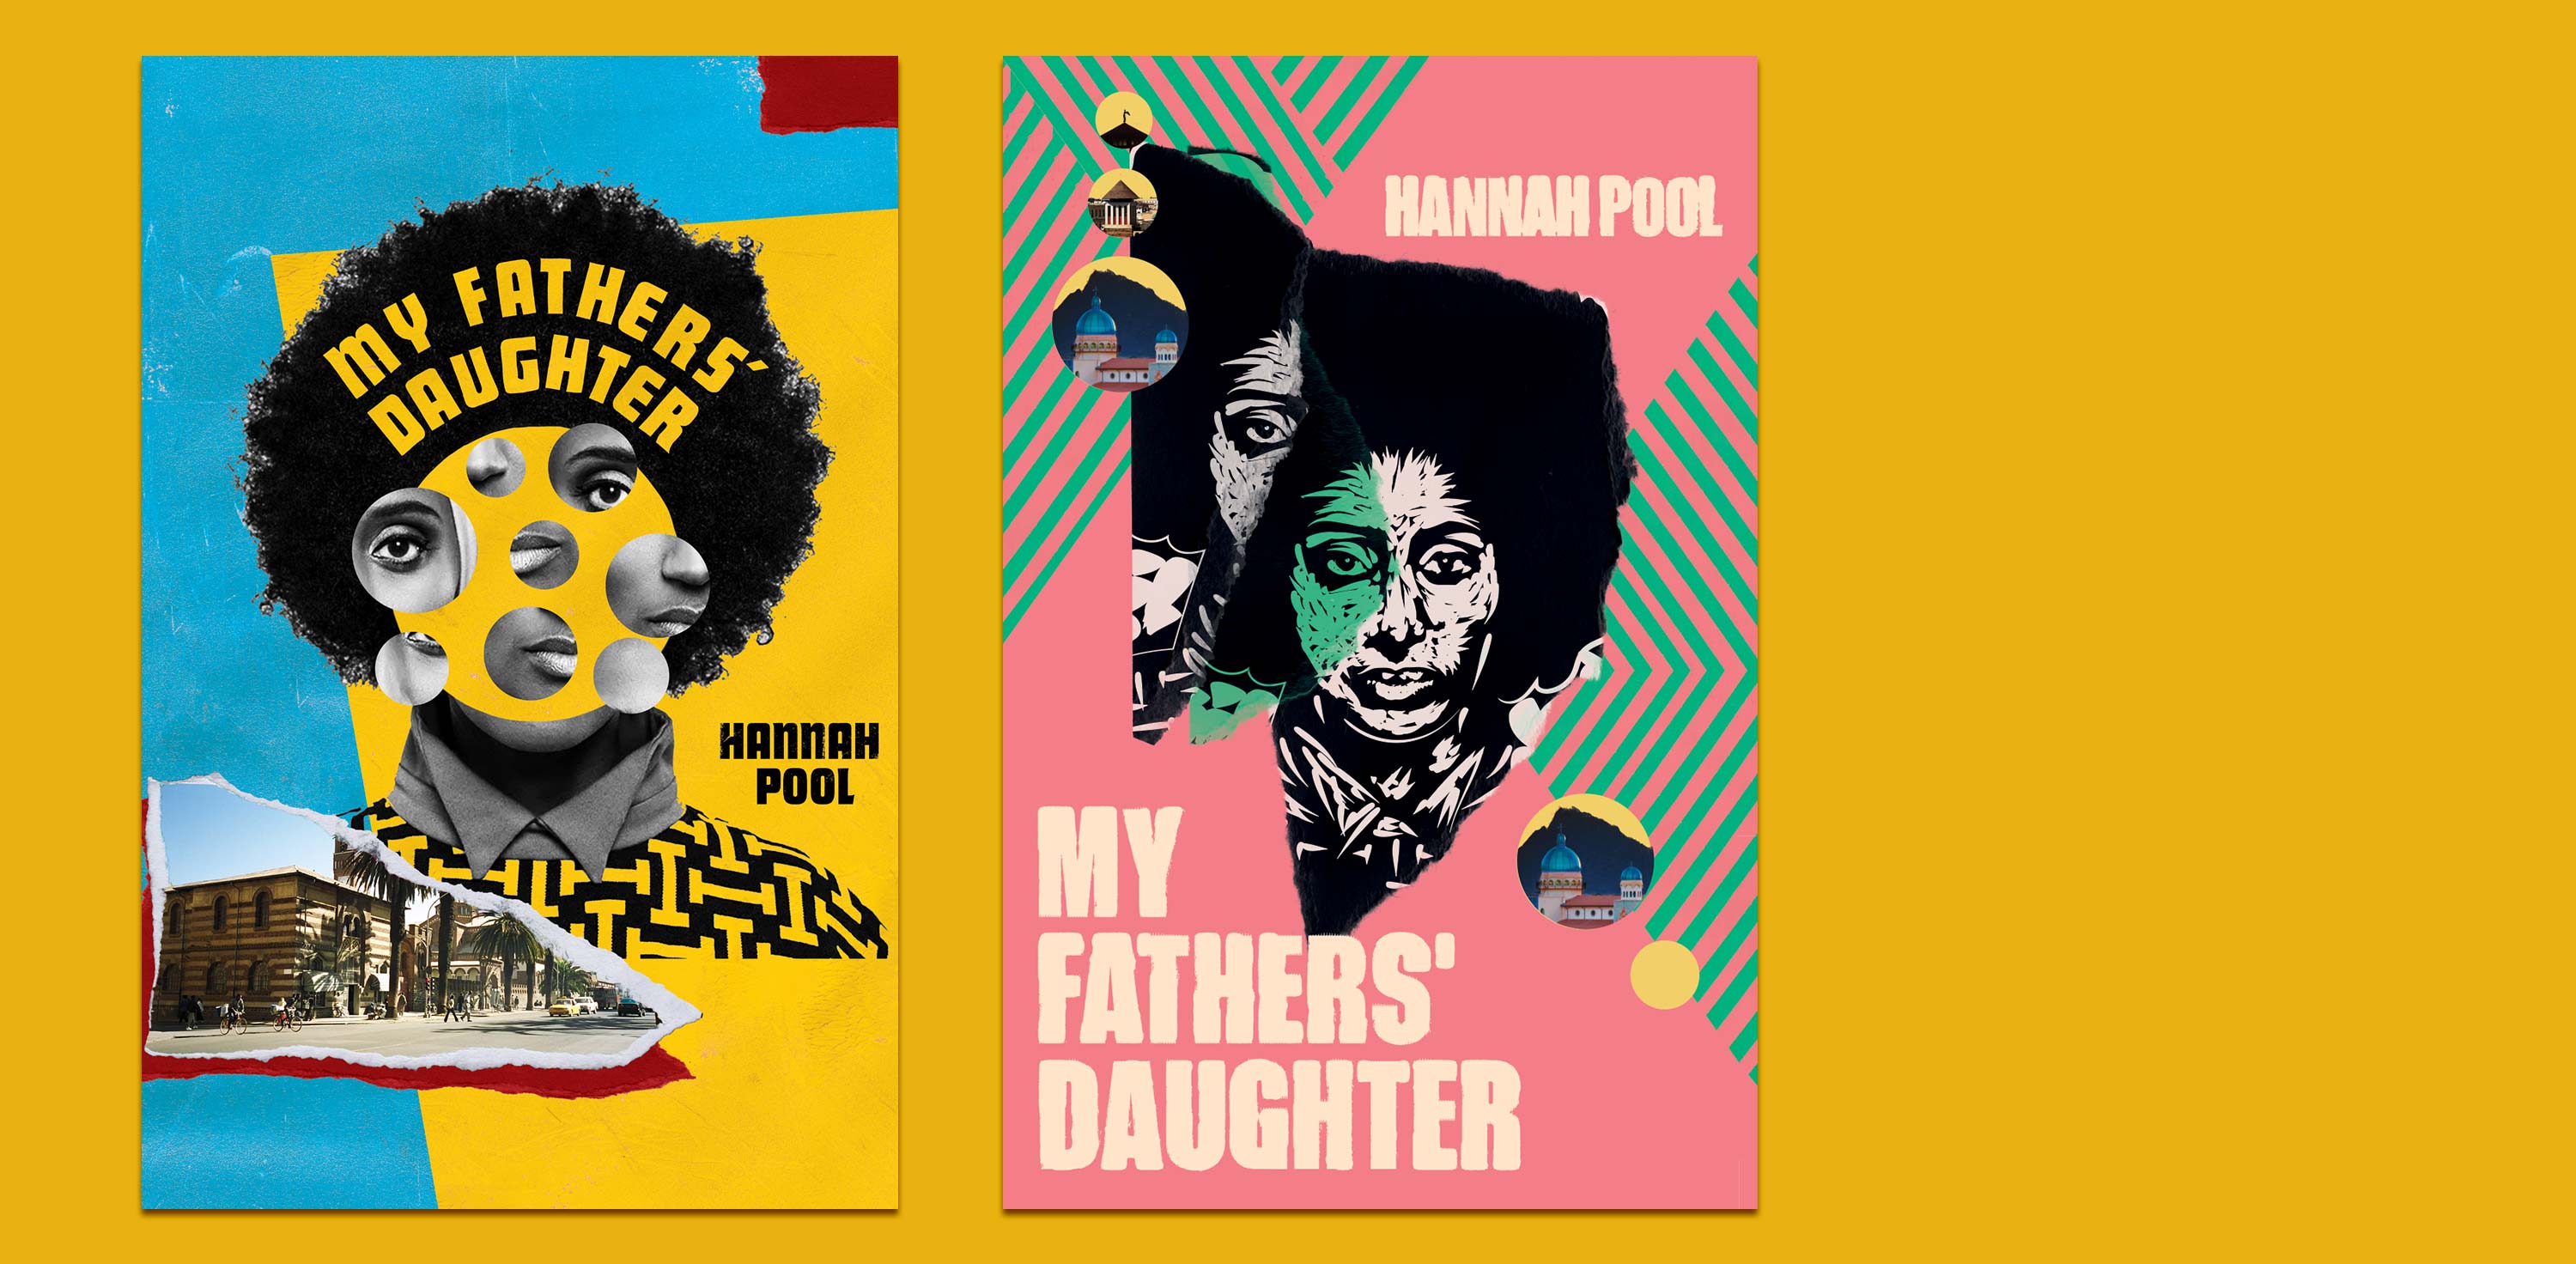 MY FATHERS’
DAUGHTER
HANNAH
POOL
HANNAH POOL
MY
FATHERS'
DAUGHTER